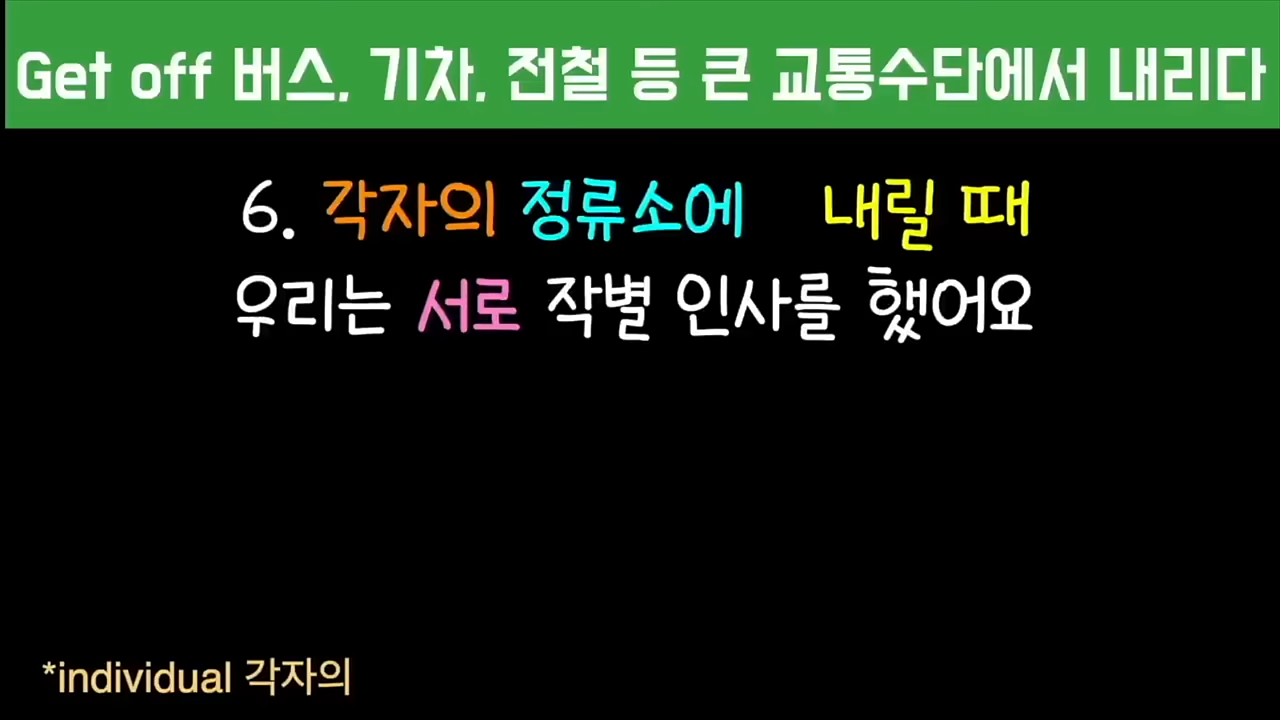 Get off 버스, 기차, 전철 등 큰 교통수단에서 내리다
6. 각자의 정류소에 내릴 때
우리는 서로 작별 인사를 했어요
*individual 각자의